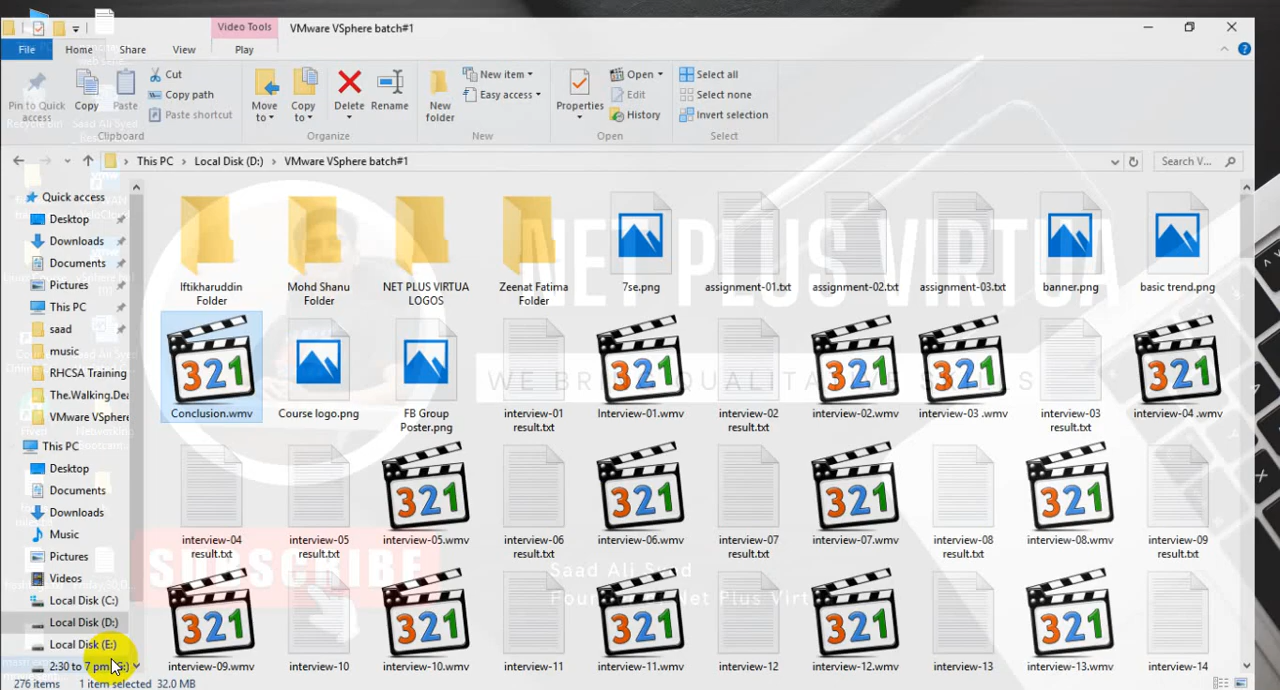 Video Tools
VMware VSphere batch#1
File
Home
Share
View
Play
Pin to Quick
access
Copy
Paste
Cut
Copy path
Paste shortcut
Move
to
Copy
to
Delete
Rename
New
folder
New item
Easy access
Properties
Open
Edit
History
Select all
Select none
Invert selection
Clipboard
Organize
New
Open
Select
This PC
Local Disk (D:)
VMware VSphere batch#1
Search V...
Quick access
Desktop
Downloads
Documents
Pictures
This PC
saad
music
RHCSA Training
The.Walking.Dea
VMware VSphere
This PC
Desktop
Documents
Downloads
Music
Pictures
Videos
Local Disk (C:)
Local Disk (D:)
Local Disk (E:)
2:30 to 7 pm
Iftikharuddin
Folder
Mohd Shanu
Folder
NET PLUS VIRTUA
LOGOS
Zeenat Fatima
Folder
7se.png
assignment-01.txt
assignment-02.txt
assignment-03.txt
banner.png
basic trend.png
NET PLUS VIRTUA
Conclusion.wmv
Course logo.png
FB Group
Poster.png
interview-01
result.txt
Interview-01.wmv
interview-02
result.txt
interview-02.wmv
interview-03 .wmv
interview-03
result.txt
interview-04 .wmv
WE BRING QUALITATIVE SKILLS
interview-04
result.txt
interview-05
result.txt
interview-05.wmv
interview-06
result.txt
interview-06.wmv
interview-07
result.txt
interview-07.wmv
interview-08
result.txt
interview-08.wmv
interview-09
result.txt
SUBSCRIBE
Saad Ali Syed
interview-09.wmv
interview-10
interview-10.wmv
interview-11
interview-11.wmv
interview-12
interview-12.wmv
interview-13
interview-13.wmv
interview-14
276 items
1 item selected
32.0 MB